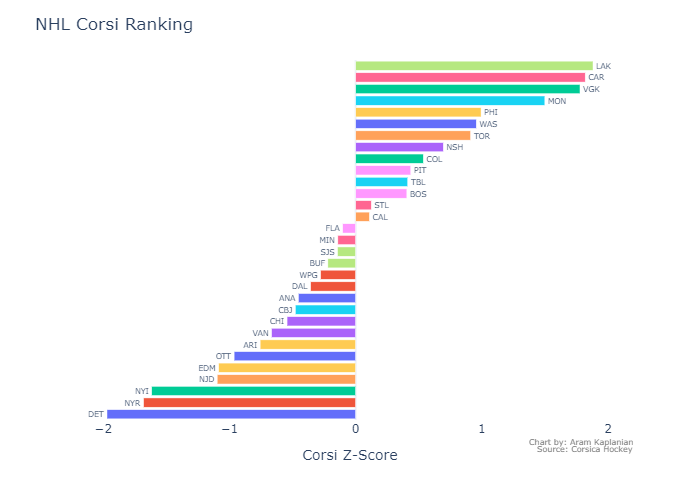 NHL Corsi Ranking
LAK
CAR
VGK
MON
PHI
WAS
TOR
NSH
COL
PIT
TBL
BOS
STL
CAL
FLA
MIN
SJS
BUF
WPG
DAL
ANA
CBJ
CHI
VAN
ARI
OTT
EDM
NJD
NYI
NYR
DET
−2 −1 0 1 2
Corsi Z-Score
Chart by: Aram Kaplanian
Source: Corsica Hockey